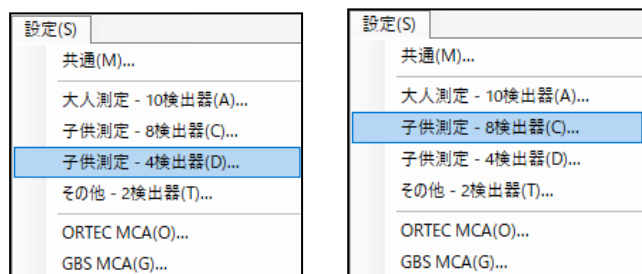 設定(S)
共通(M)...
大人測定 - 10検出器(A)...
子供測定 - 8検出器(C)...
子供測定 - 4検出器(D)...
その他 - 2検出器(T)...
ORTEC MCA(O)...
GBS MCA(G)...
設定(S)
共通(M)...
大人測定 - 10検出器(A)...
子供測定 - 8検出器(C)...
子供測定 - 4検出器(D)...
その他 - 2検出器(T)...
ORTEC MCA(O)...
GBS MCA(G)...